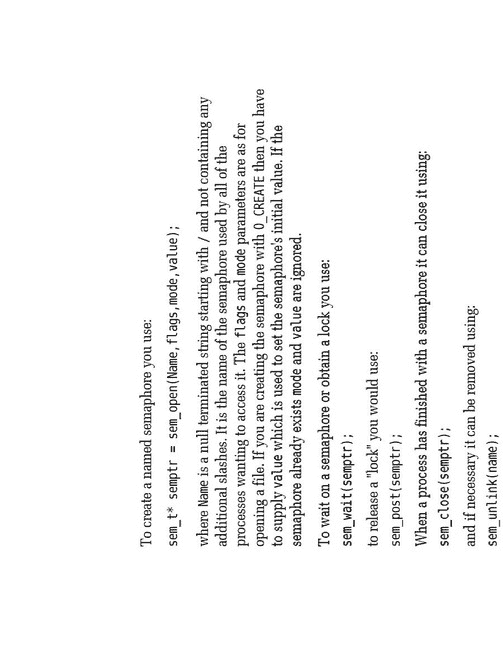 To create a named semaphore you use:
sem_t* semptr = sem_open(Name,flags,mode,value);
where Name is a null terminated string starting with / and not containing any
additional slashes. It is the name of the semaphore used by all of the
processes wanting to access it. The flags and mode parameters are as for
opening a file. If you are creating the semaphore with O_CREATE then you have
to supply value which is used to set the semaphore's initial value. If the
semaphore already exists mode and value are ignored.
To wait on a semaphore or obtain a lock you use:
sem_wait(semptr);
to release a "lock" you would use:
sem_post(semptr);
When a process has finished with a semaphore it can close it using:
sem_close(semptr);
and if necessary it can be removed using:
sem_unlink(name);